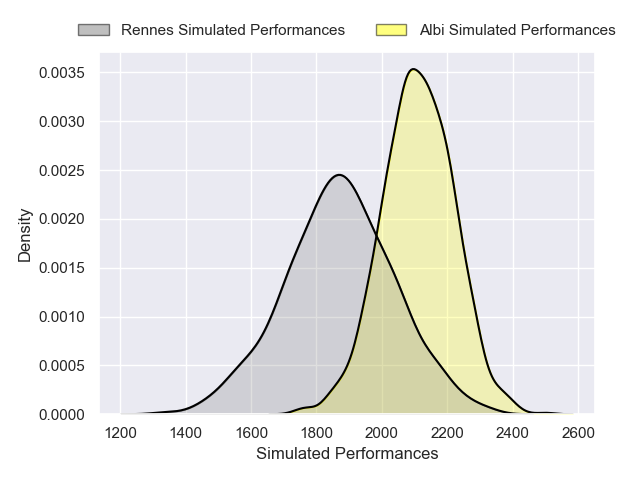 Rennes Simulated Performances Albi Simulated Performances
0.0035
0.0030
0.0025
0.0020
0.0015
0.0010
0.0005
0.0000
Density
1200 1400 1600 1800 2000 2200 2400 2600
Simulated Performances